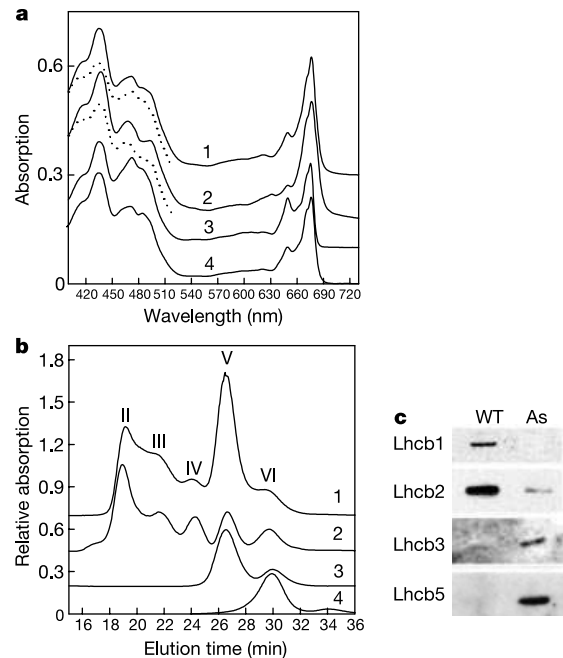 a
0.6
0.3
0
Absorption
1
2
3
4
420 450 480 510 540 570 600 630 660 690 720
Wavelength (nm)
b
1.8
1.5
1.2
0.9
0.6
0.3
0
Relative absorption
II
III
IV
V
VI
1
2
3
4
16 18 20 22 24 26 28 30 32 34 36
Elution time (min)
c
WT As
Lhcb1
Lhcb2
Lhcb3
Lhcb5